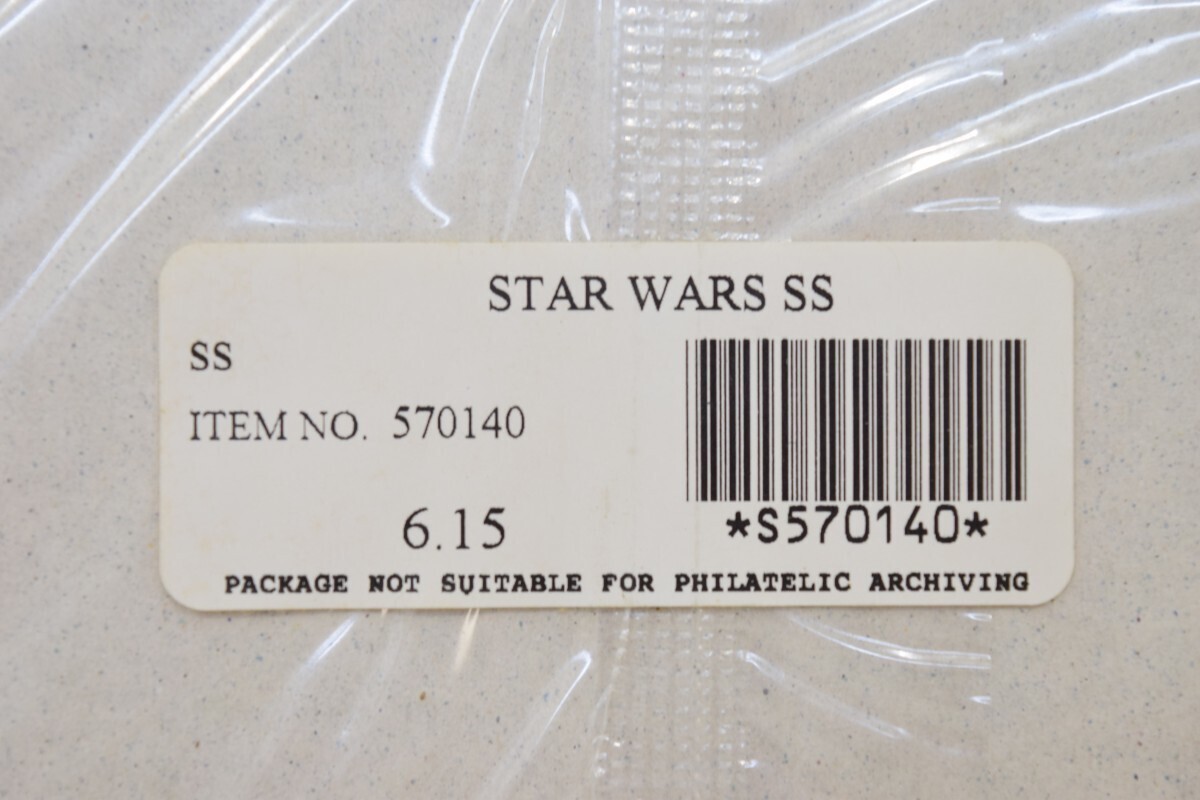 STAR WARS SS
SS
ITEM NO. 570140
6.15
*S570140*
PACKAGE NOT SUITABLE FOR PHILATELIC ARCHIVING